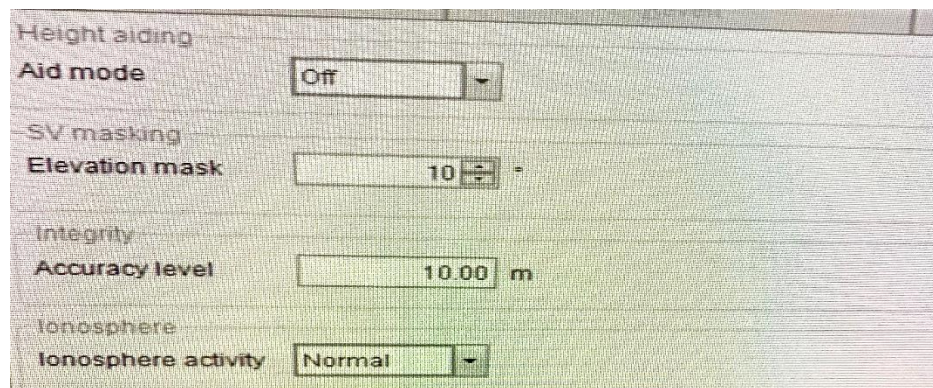 Height aiding
Aid mode Off
SV masking
Elevation mask 10 °
Integrity
Accuracy level 10.00 m
Ionosphere
Ionosphere activity Normal